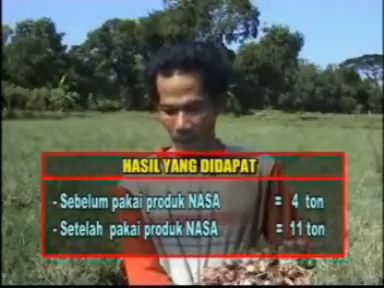 HASIL YANG DIDAPAT
- Sebelum pakai produk NASA = 4 ton
- Setelah pakai produk NASA = 11 ton